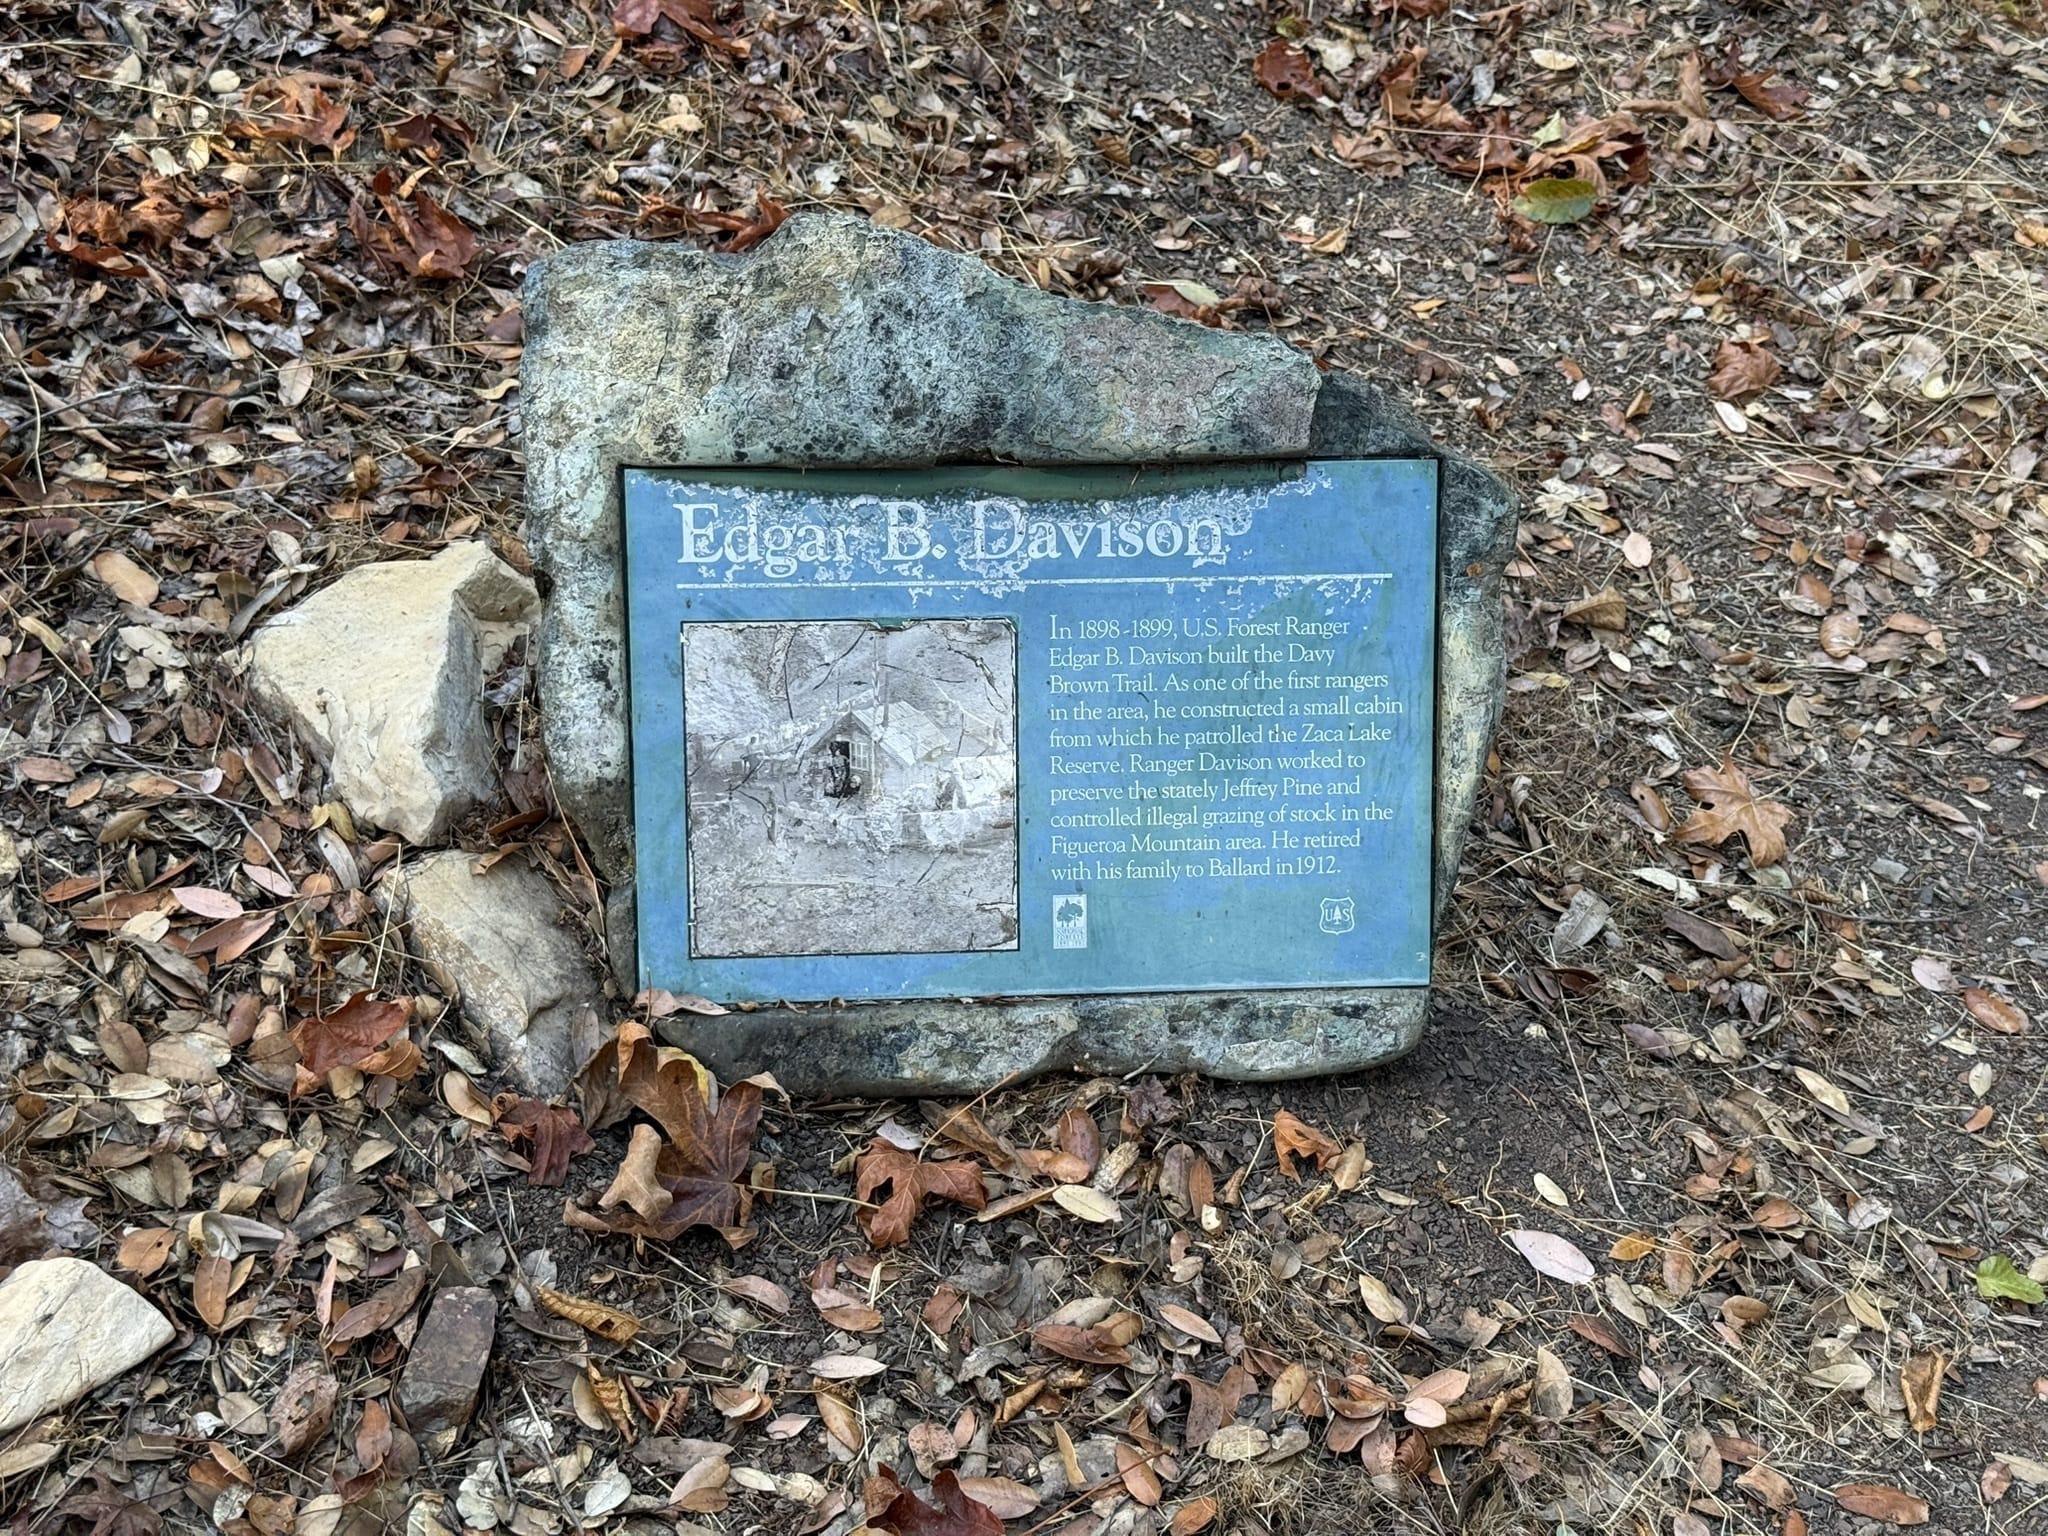 Edgar B. Davison
In 1898-1899, U.S. Forest Ranger
Edgar B. Davison built the Davy
Brown Trail. As one of the first rangers
in the area, he constructed a small cabin
from which he patrolled the Zaca Lake
Reserve. Ranger Davison worked to
preserve the stately Jeffrey Pine and
controlled illegal grazing of stock in the
Figueroa Mountain area. He retired
with his family to Ballard in 1912.
U S